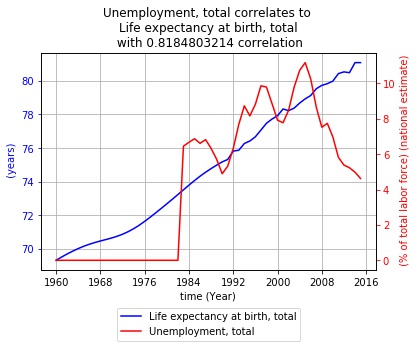 Unemployment, total correlates to
Life expectancy at birth, total
with 0.8184803214 correlation
80
78
76
74
72
70
(years)
10
8
6
4
2
0
(% of total labor force) (national estimate)
1960 1968 1976 1984 1992 2000 2008 2016
time (Year)
Life expectancy at birth, total
Unemployment, total